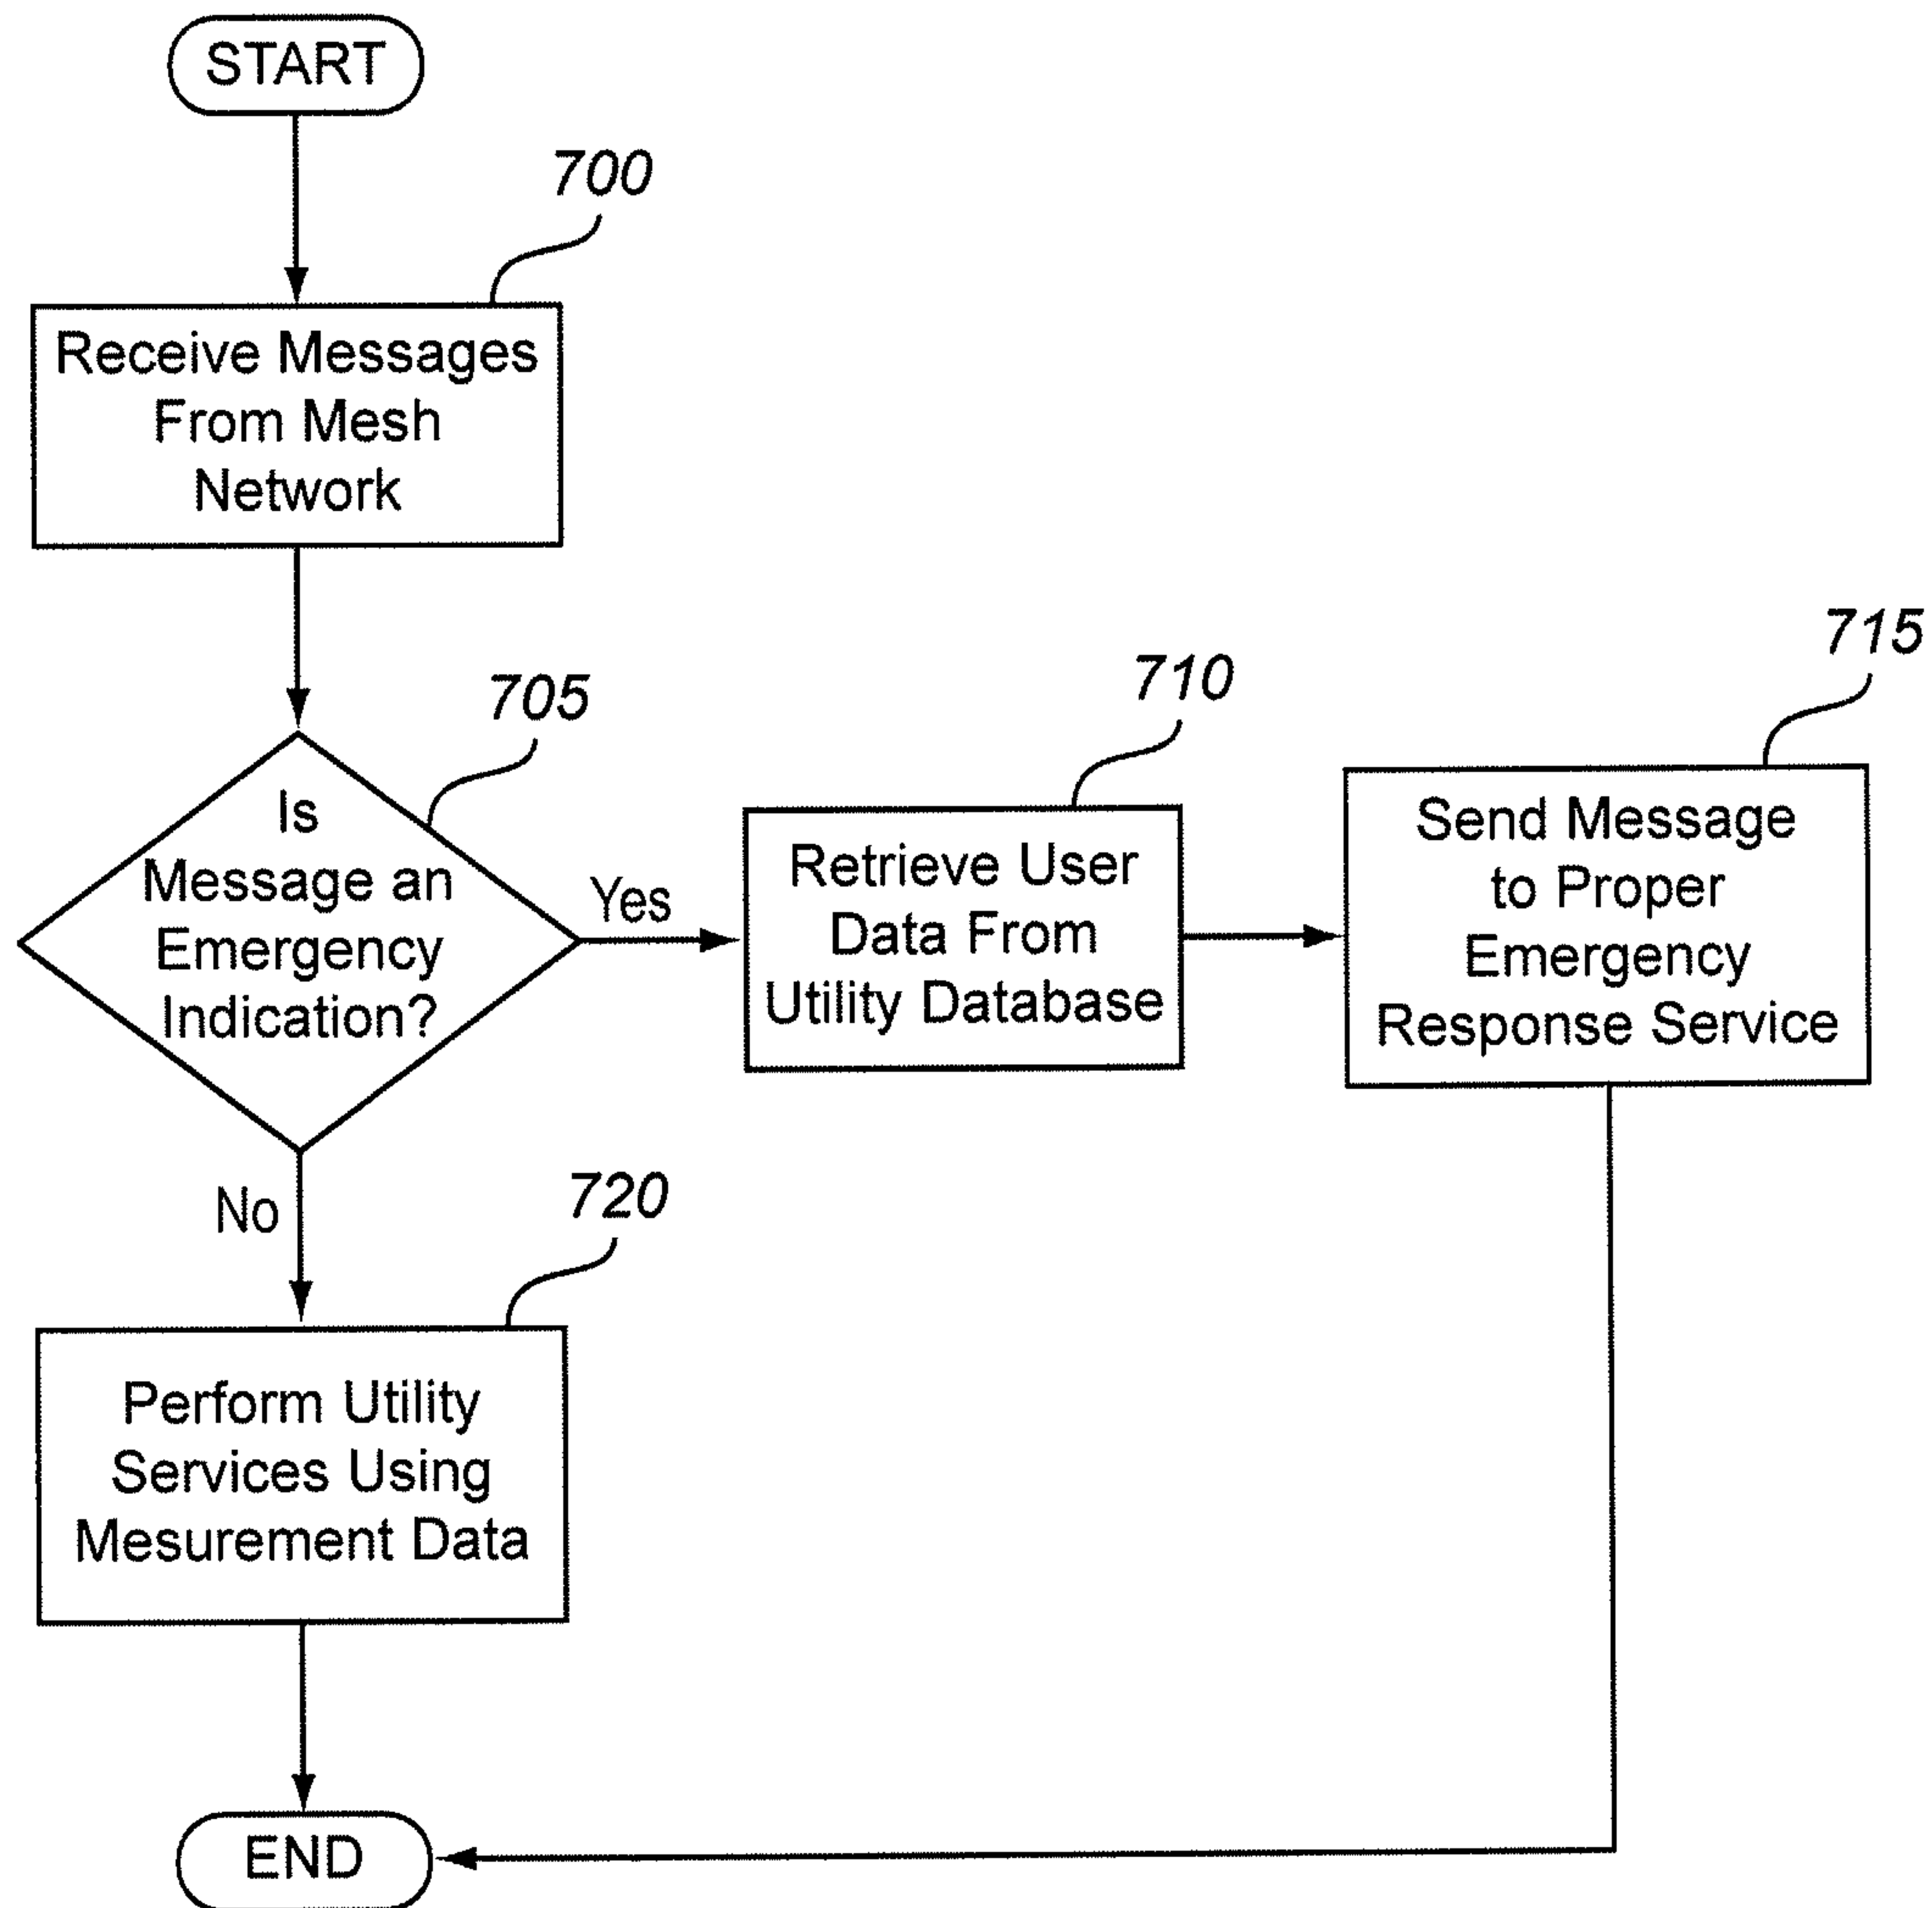 START
700
Receive Messages
From Mesh
Network
705
Is
Message an
Emergency
Indication?
Yes
710
Retrieve User
Data From
Utility Database
715
Send Message
to Proper
Emergency
Response Service
No
720
Perform Utility
Services Using
Mesurement Data
END